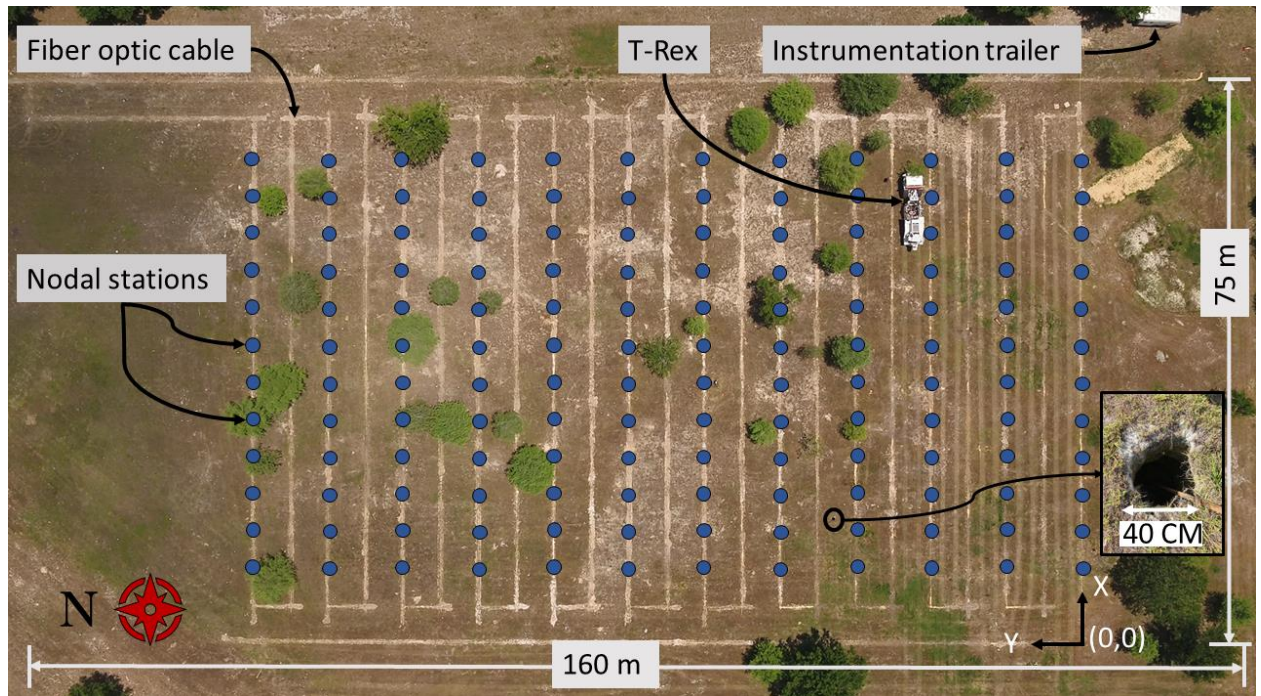 Fiber optic cable
T-Rex
Instrumentation trailer
75 m
Nodal stations
40 CM
N
X
Y
(0,0)
160 m